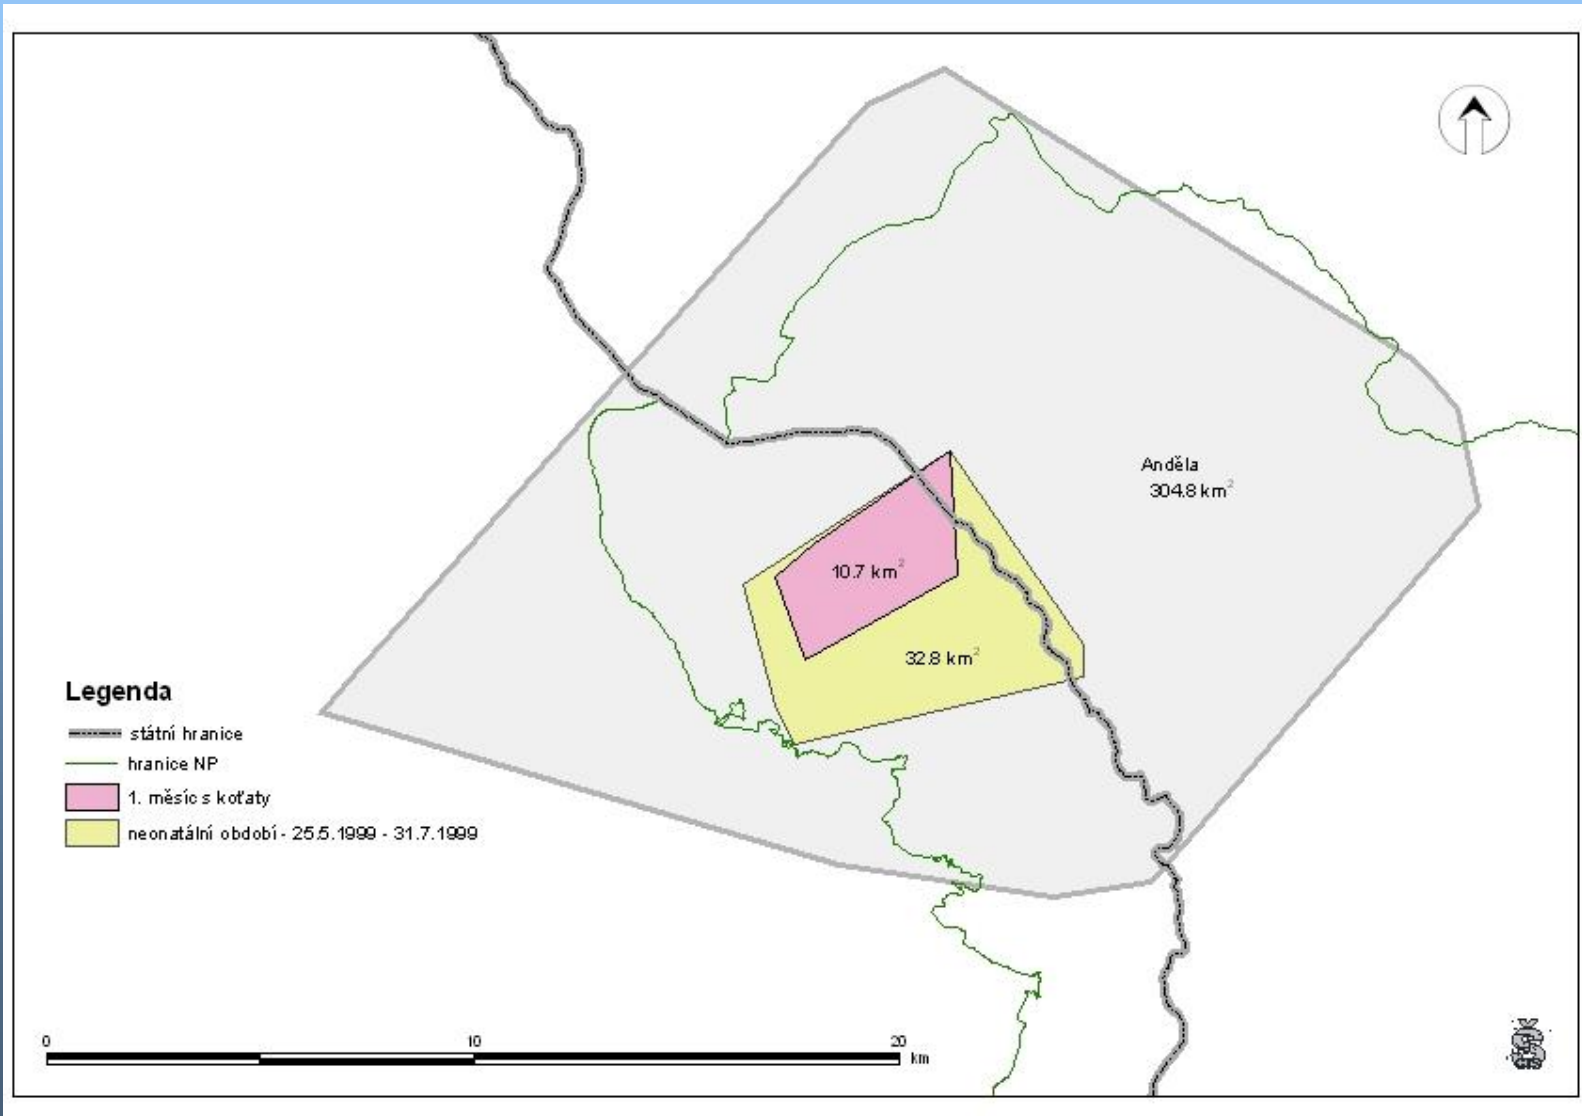 Anděla
304.8 km²
10.7 km²
32.8 km²
Legenda
státní hranice
hranice NP
1. měsíc s koťaty
neonatální období - 25.5.1999 - 31.7.1999
0 10 20
km
Š
GIS